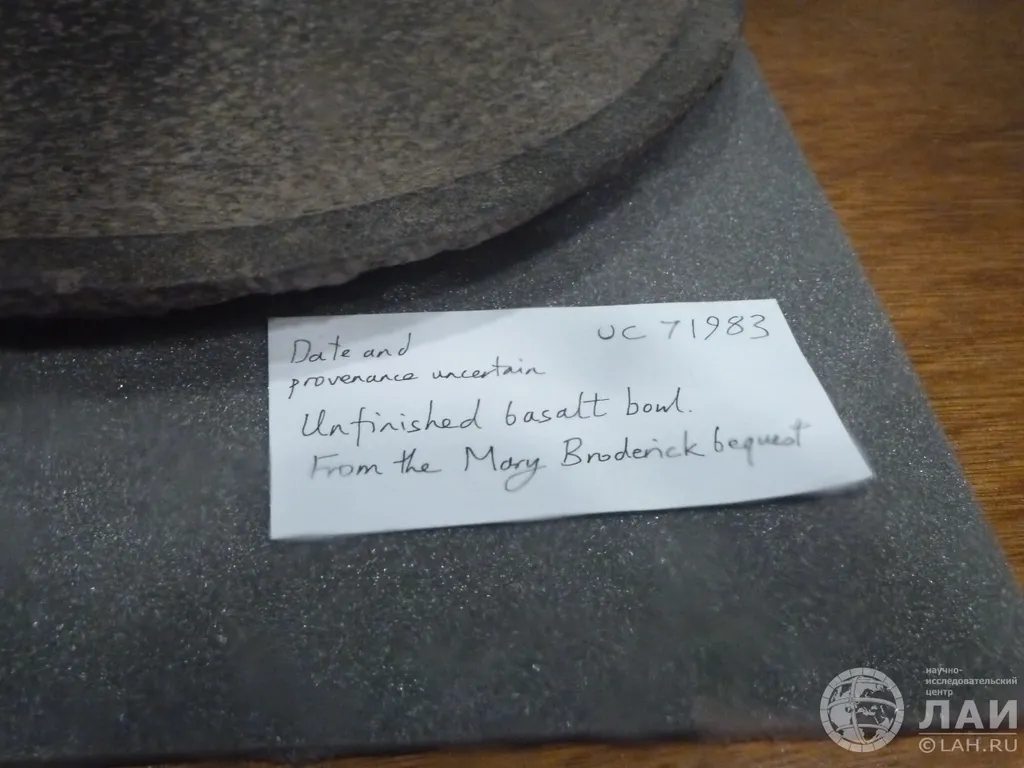 Date and
provenance uncertain
UC 71983
Unfinished basalt bowl.
From the Mary Broderick bequest
научно-
исследовательский
центр
ЛАИ
©LAH.RU